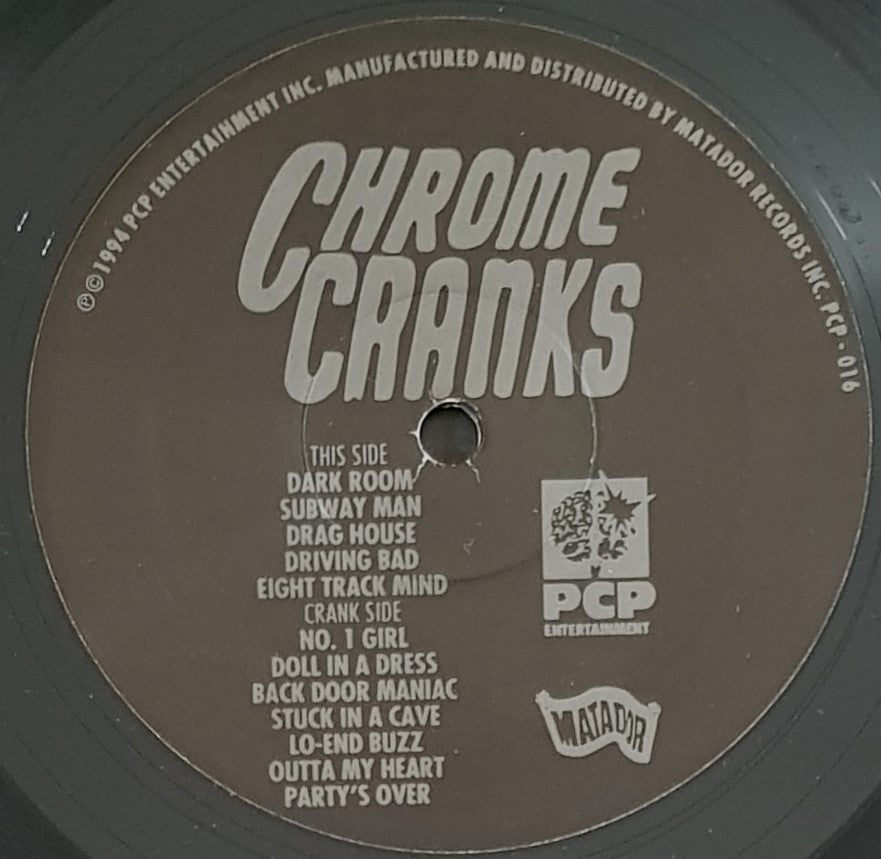 ℗©1994 PCP ENTERTAINMENT INC. MANUFACTURED AND DISTRIBUTED BY MATADOR RECORDS INC. PCP - 016
CHROME
CRANKS
THIS SIDE
DARK ROOM
SUBWAY MAN
DRAG HOUSE
DRIVING BAD
EIGHT TRACK MIND
CRANK SIDE
NO. 1 GIRL
DOLL IN A DRESS
BACK DOOR MANIAC
STUCK IN A CAVE
LO-END BUZZ
OUTTA MY HEART
PARTY'S OVER
PCP
ENTERTAINMENT
MATADOR